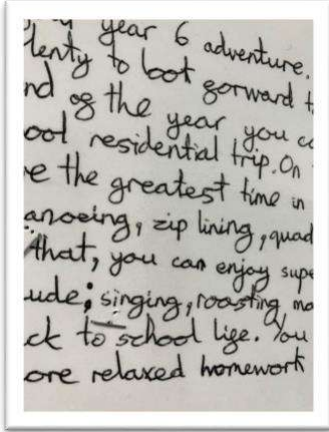 year 6 adventure.
lenty to loot gorward t
nd og the year you c
ool residential trip. On
e the greatest time in
anoeing, zip lining, quad
that, you can enjoy supe
ude; singing, roasting ma
ck to school lige. You
ore relaxed homework